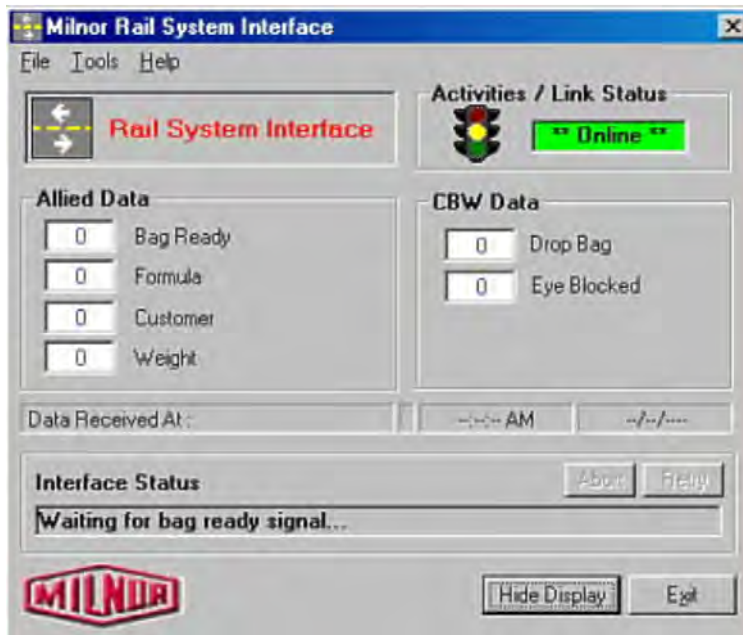 Milnor Rail System Interface
File Tools Help
Rail System Interface
Activities / Link Status
** Online **
Allied Data
0 Bag Ready
0 Formula
0 Customer
0 Weight
CBW Data
0 Drop Bag
0 Eye Blocked
Data Received At :
--:--:-- AM
--/--/----
Interface Status
Abort
Retry
Waiting for bag ready signal...
MILNOR
Hide Display
Exit